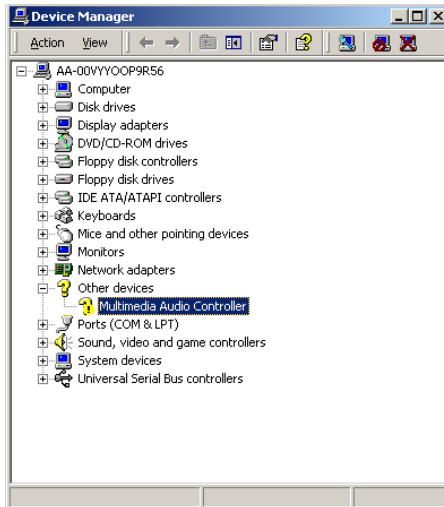 Device Manager
Action View
AA-00VYYOOP9R56
Computer
Disk drives
Display adapters
DVD/CD-ROM drives
Floppy disk controllers
Floppy disk drives
IDE ATA/ATAPI controllers
Keyboards
Mice and other pointing devices
Monitors
Network adapters
Other devices
Multimedia Audio Controller
Ports (COM & LPT)
Sound, video and game controllers
System devices
Universal Serial Bus controllers